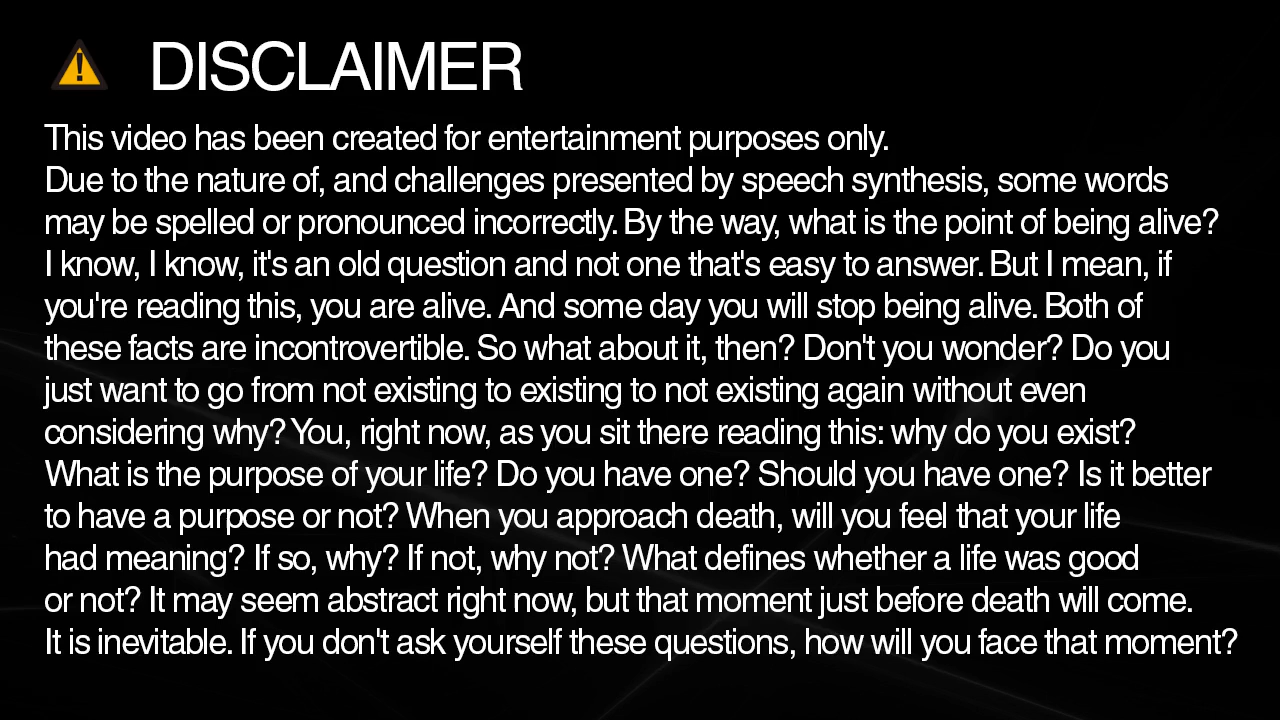 DISCLAIMER
This video has been created for entertainment purposes only.
Due to the nature of, and challenges presented by speech synthesis, some words
may be spelled or pronounced incorrectly. By the way, what is the point of being alive?
I know, I know, it's an old question and not one that's easy to answer. But I mean, if
you're reading this, you are alive. And some day you will stop being alive. Both of
these facts are incontrovertible. So what about it, then? Don't you wonder? Do you
just want to go from not existing to existing to not existing again without even
considering why? You, right now, as you sit there reading this: why do you exist?
What is the purpose of your life? Do you have one? Should you have one? Is it better
to have a purpose or not? When you approach death, will you feel that your life
had meaning? If so, why? If not, why not? What defines whether a life was good
or not? It may seem abstract right now, but that moment just before death will come.
It is inevitable. If you don't ask yourself these questions, how will you face that moment?